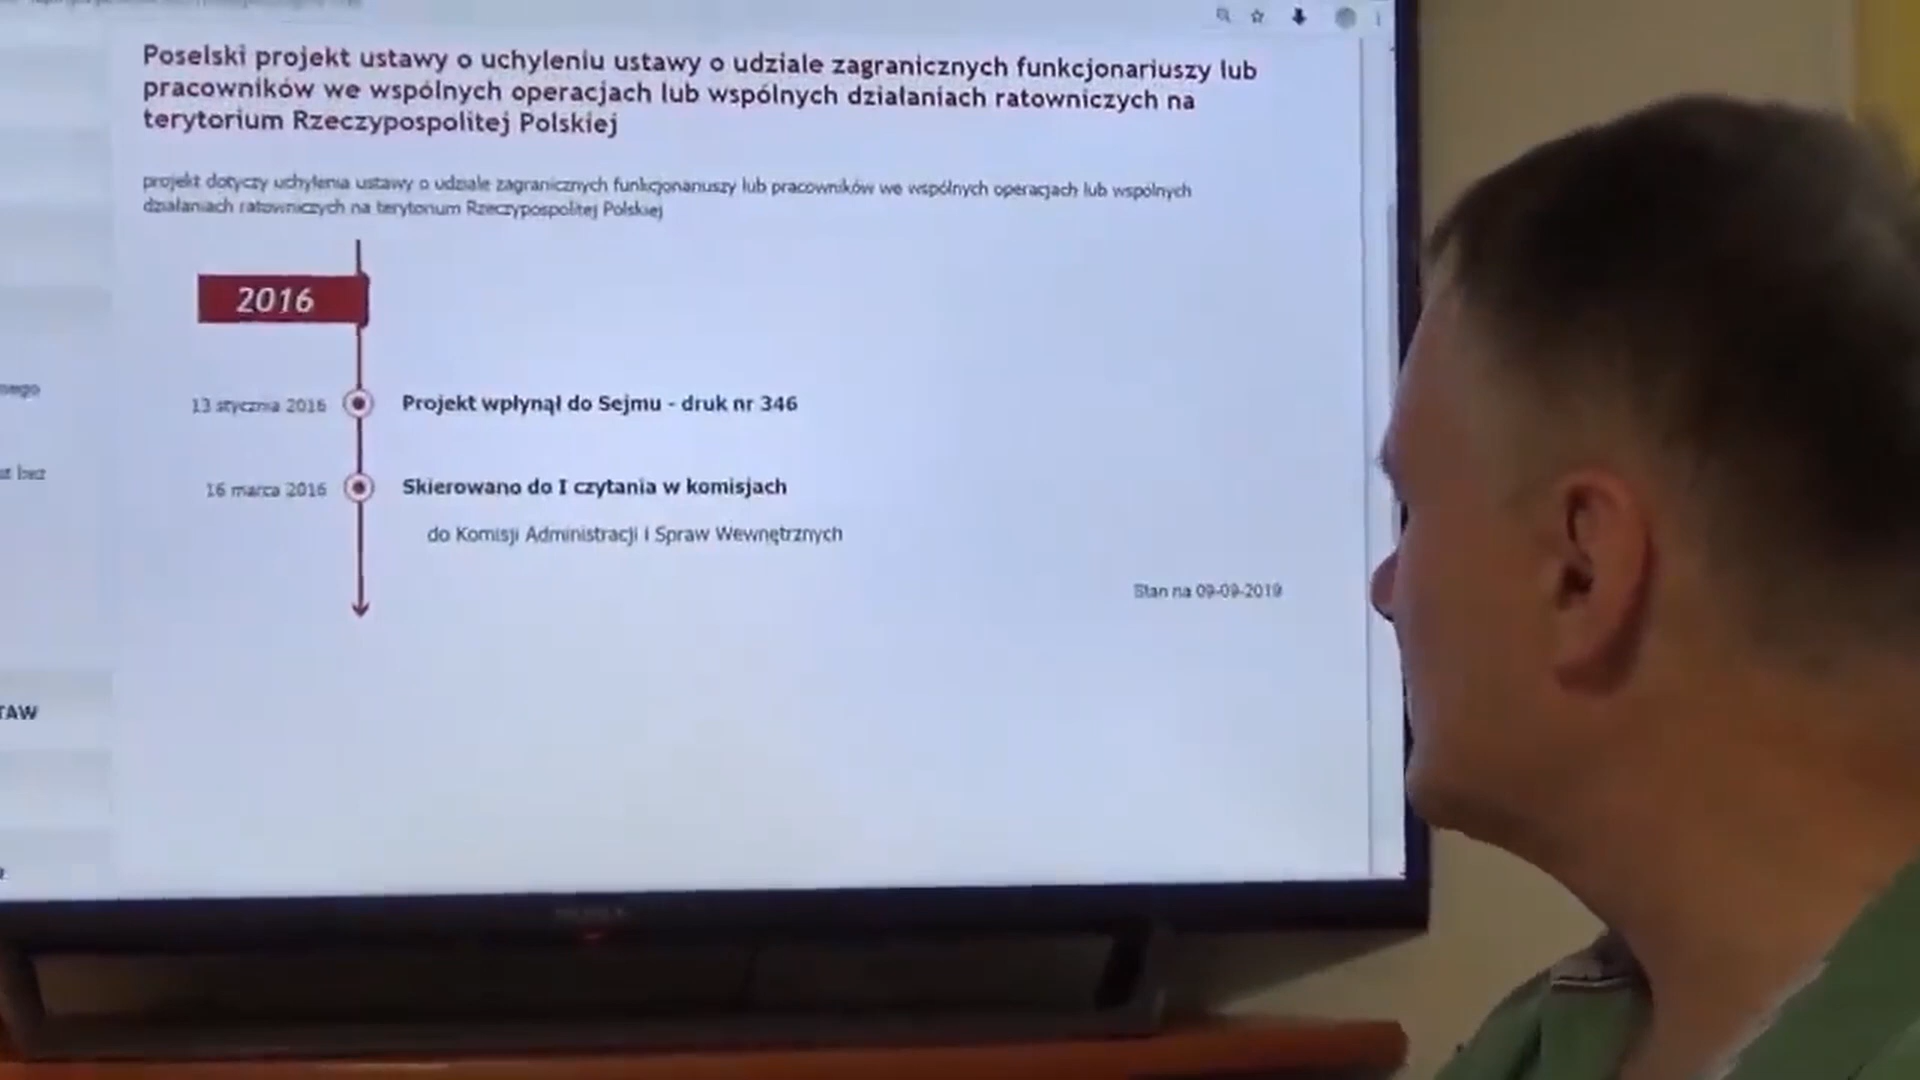 Poselski projekt ustawy o uchyleniu ustawy o udziale zagranicznych funkcjonariuszy lub
pracowników we wspólnych operacjach lub wspólnych działaniach ratowniczych na
terytorium Rzeczypospolitej Polskiej
projekt dotyczy uchylenia ustawy o udziale zagranicznych funkcjonariuszy lub pracowników we wspólnych operacjach lub wspólnych
działaniach ratowniczych na terytorium Rzeczypospolitej Polskiej
2016
13 stycznia 2016 Projekt wpłynął do Sejmu - druk nr 346
16 marca 2016 Skierowano do I czytania w komisjach
do Komisji Administracji i Spraw Wewnętrznych
Stan na 09-09-2019
bez
TAW